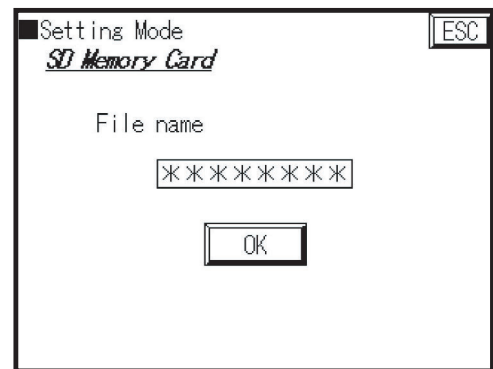 ■Setting Mode
ESC
SD Memory Card
File name
********
OK